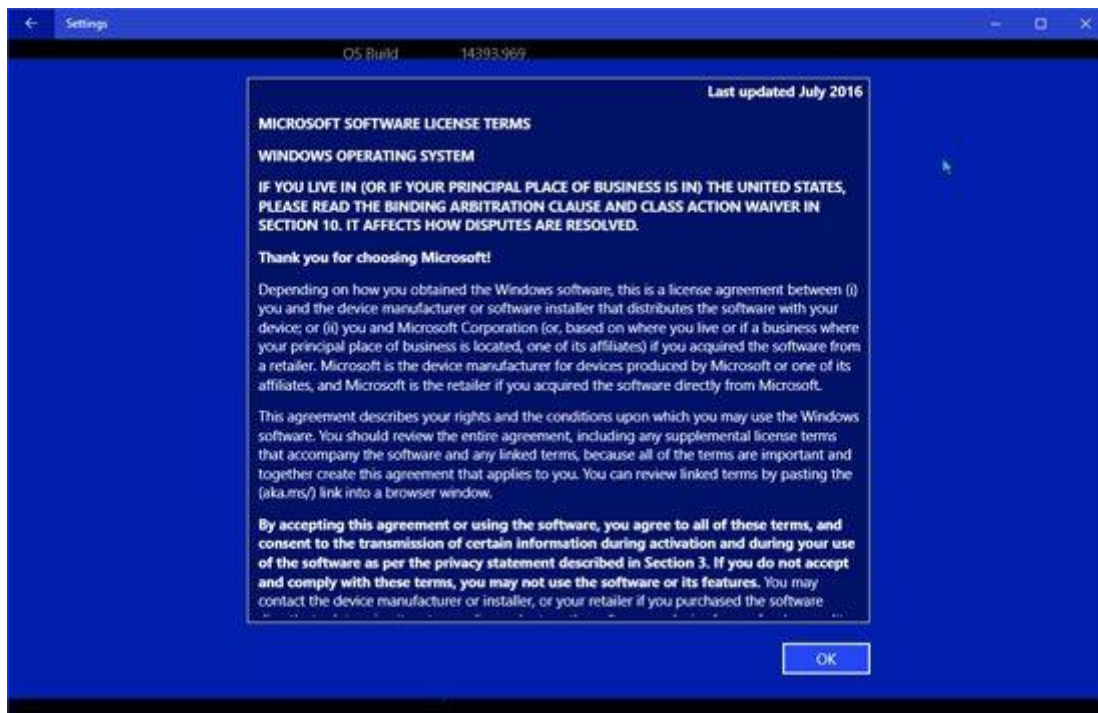 Settings
OS Build 14393.969
Last updated July 2016
MICROSOFT SOFTWARE LICENSE TERMS
WINDOWS OPERATING SYSTEM
IF YOU LIVE IN (OR IF YOUR PRINCIPAL PLACE OF BUSINESS IS IN) THE UNITED STATES,
PLEASE READ THE BINDING ARBITRATION CLAUSE AND CLASS ACTION WAIVER IN
SECTION 10. IT AFFECTS HOW DISPUTES ARE RESOLVED.
Thank you for choosing Microsoft!
Depending on how you obtained the Windows software, this is a license agreement between (i)
you and the device manufacturer or software installer that distributes the software with your
device; or (ii) you and Microsoft Corporation (or, based on where you live or if a business where
your principal place of business is located, one of its affiliates) if you acquired the software from
a retailer. Microsoft is the device manufacturer for devices produced by Microsoft or one of its
affiliates, and Microsoft is the retailer if you acquired the software directly from Microsoft.
This agreement describes your rights and the conditions upon which you may use the Windows
software. You should review the entire agreement, including any supplemental license terms
that accompany the software and any linked terms, because all of the terms are important and
together create this agreement that applies to you. You can review linked terms by pasting the
(aka.ms/) link into a browser window.
By accepting this agreement or using the software, you agree to all of these terms, and
consent to the transmission of certain information during activation and during your use
of the software as per the privacy statement described in Section 3. If you do not accept
and comply with these terms, you may not use the software or its features. You may
contact the device manufacturer or installer, or your retailer if you purchased the software
OK